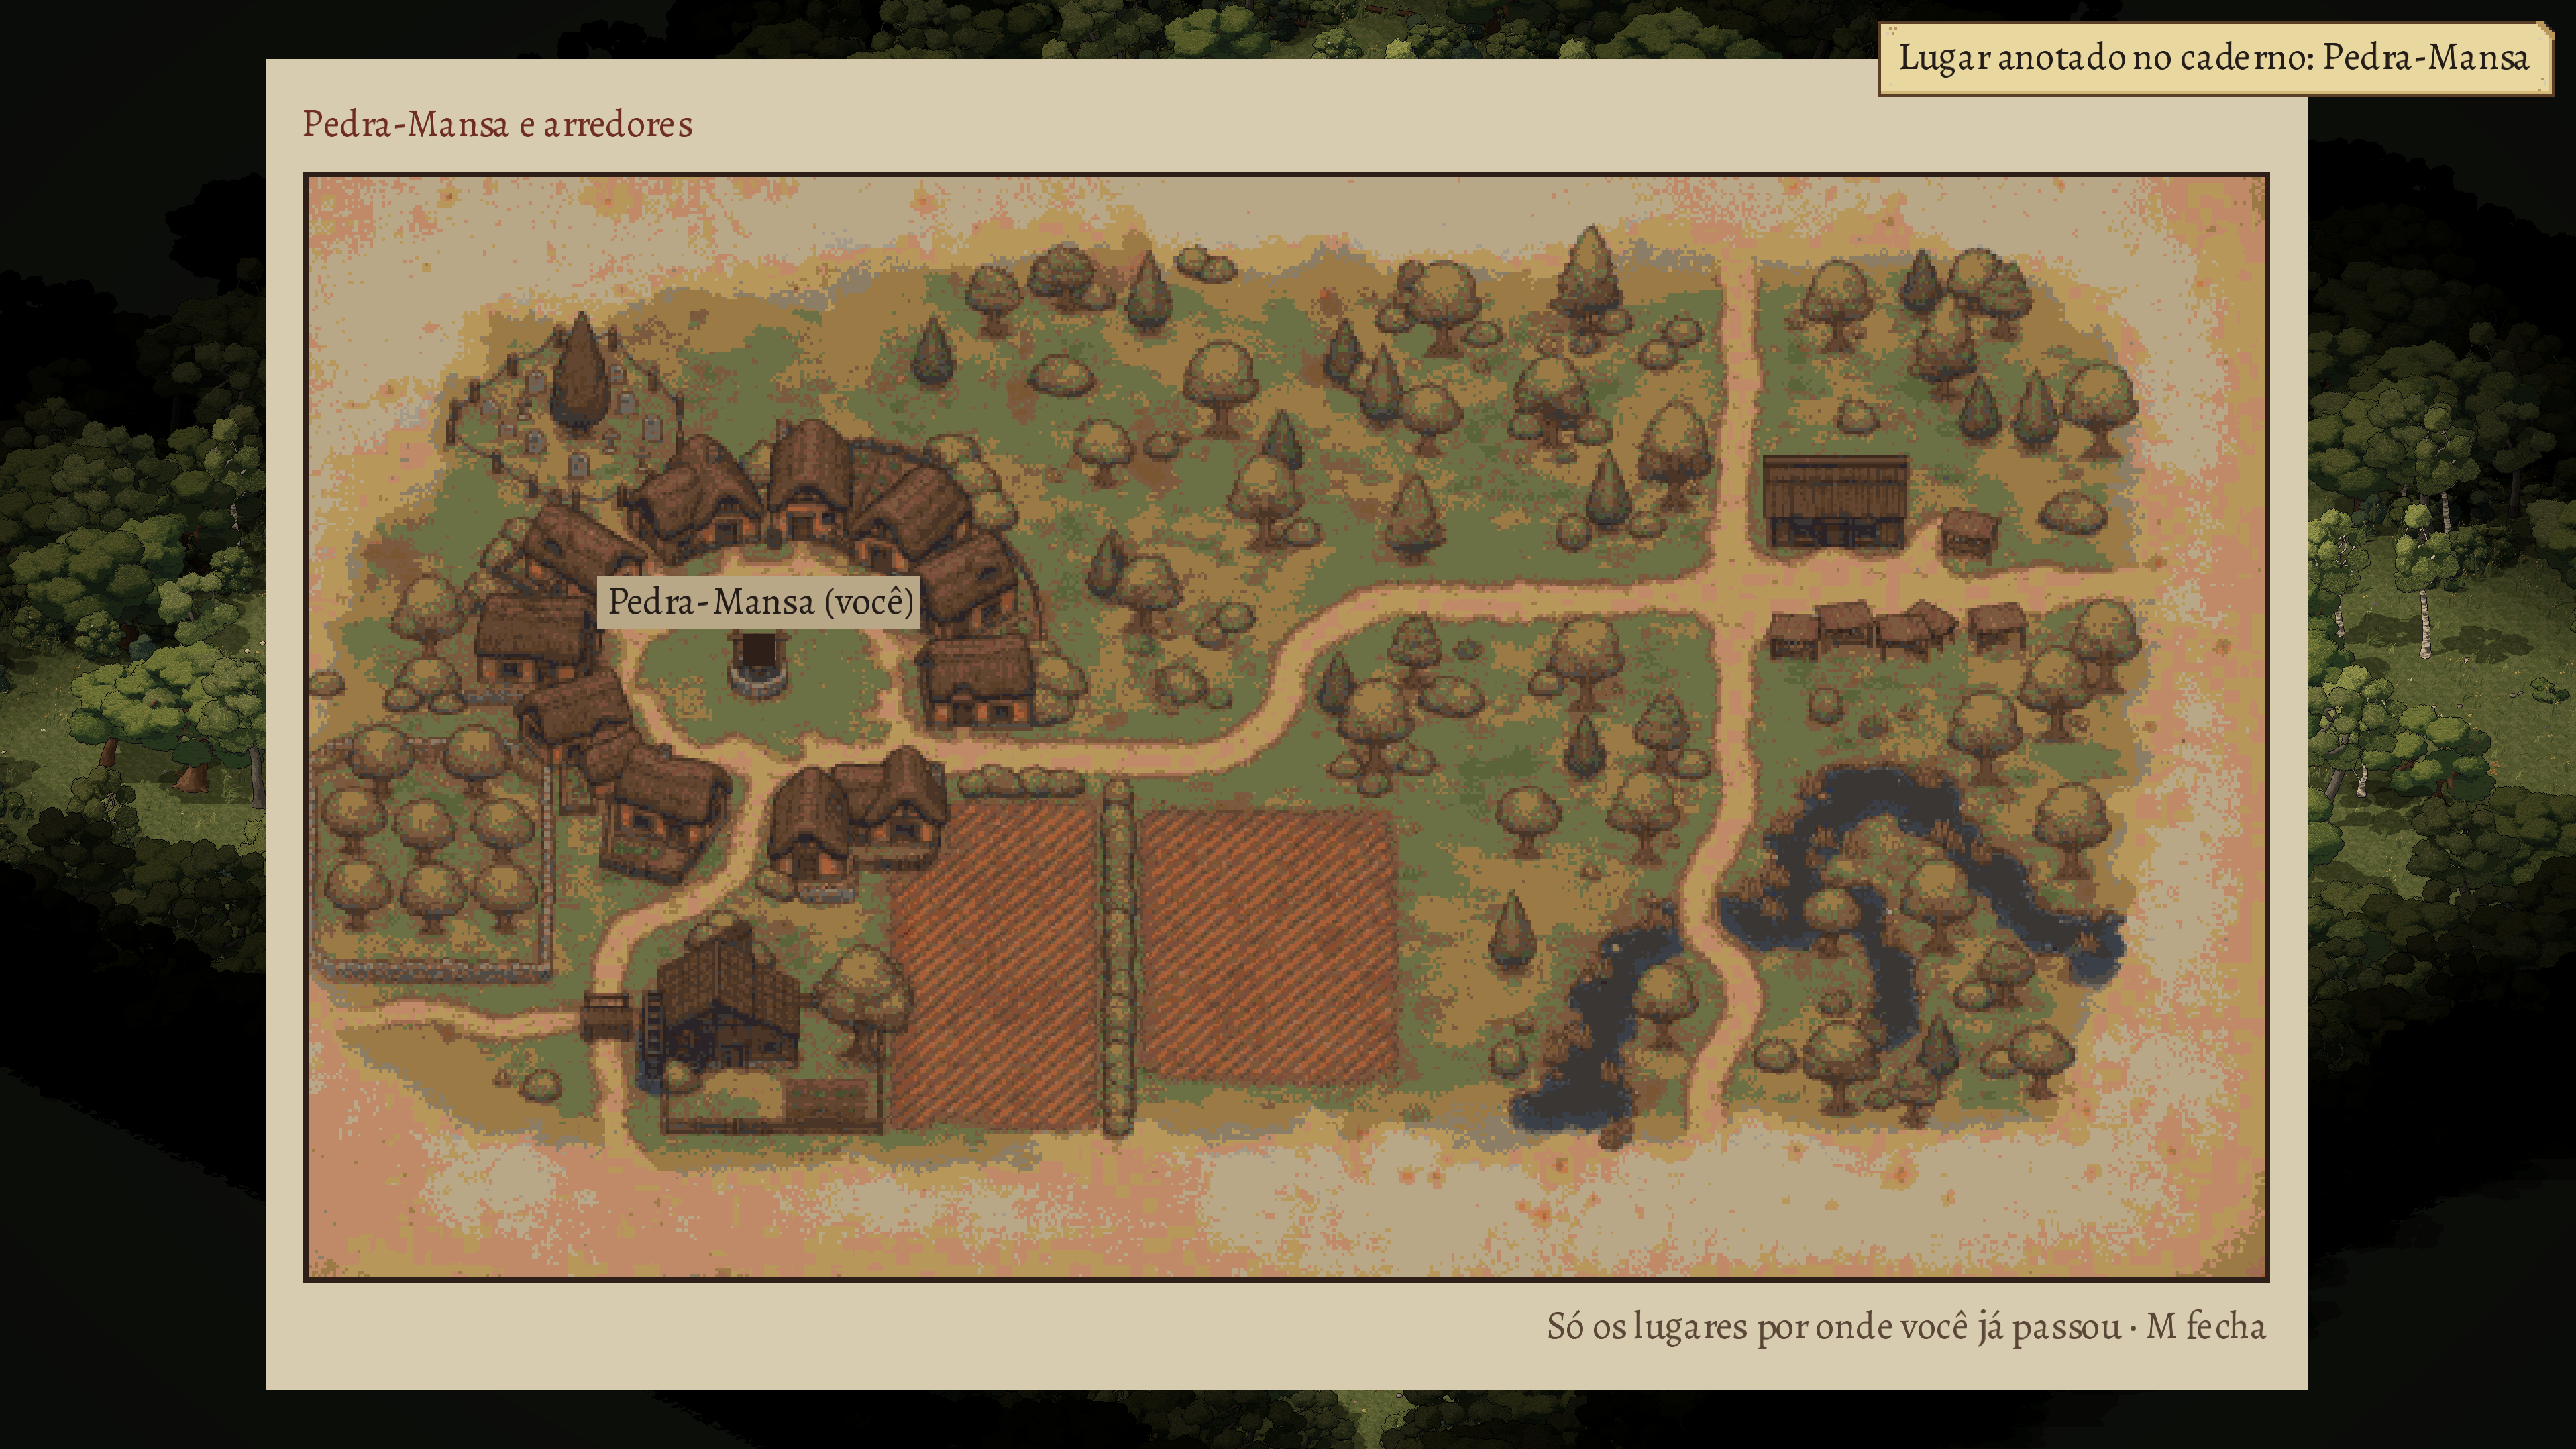 Lugar anotado no caderno: Pedra-Mansa
Pedra-Mansa e arredores
Pedra-Mansa (você)
Só os lugares por onde você já passou · M fecha